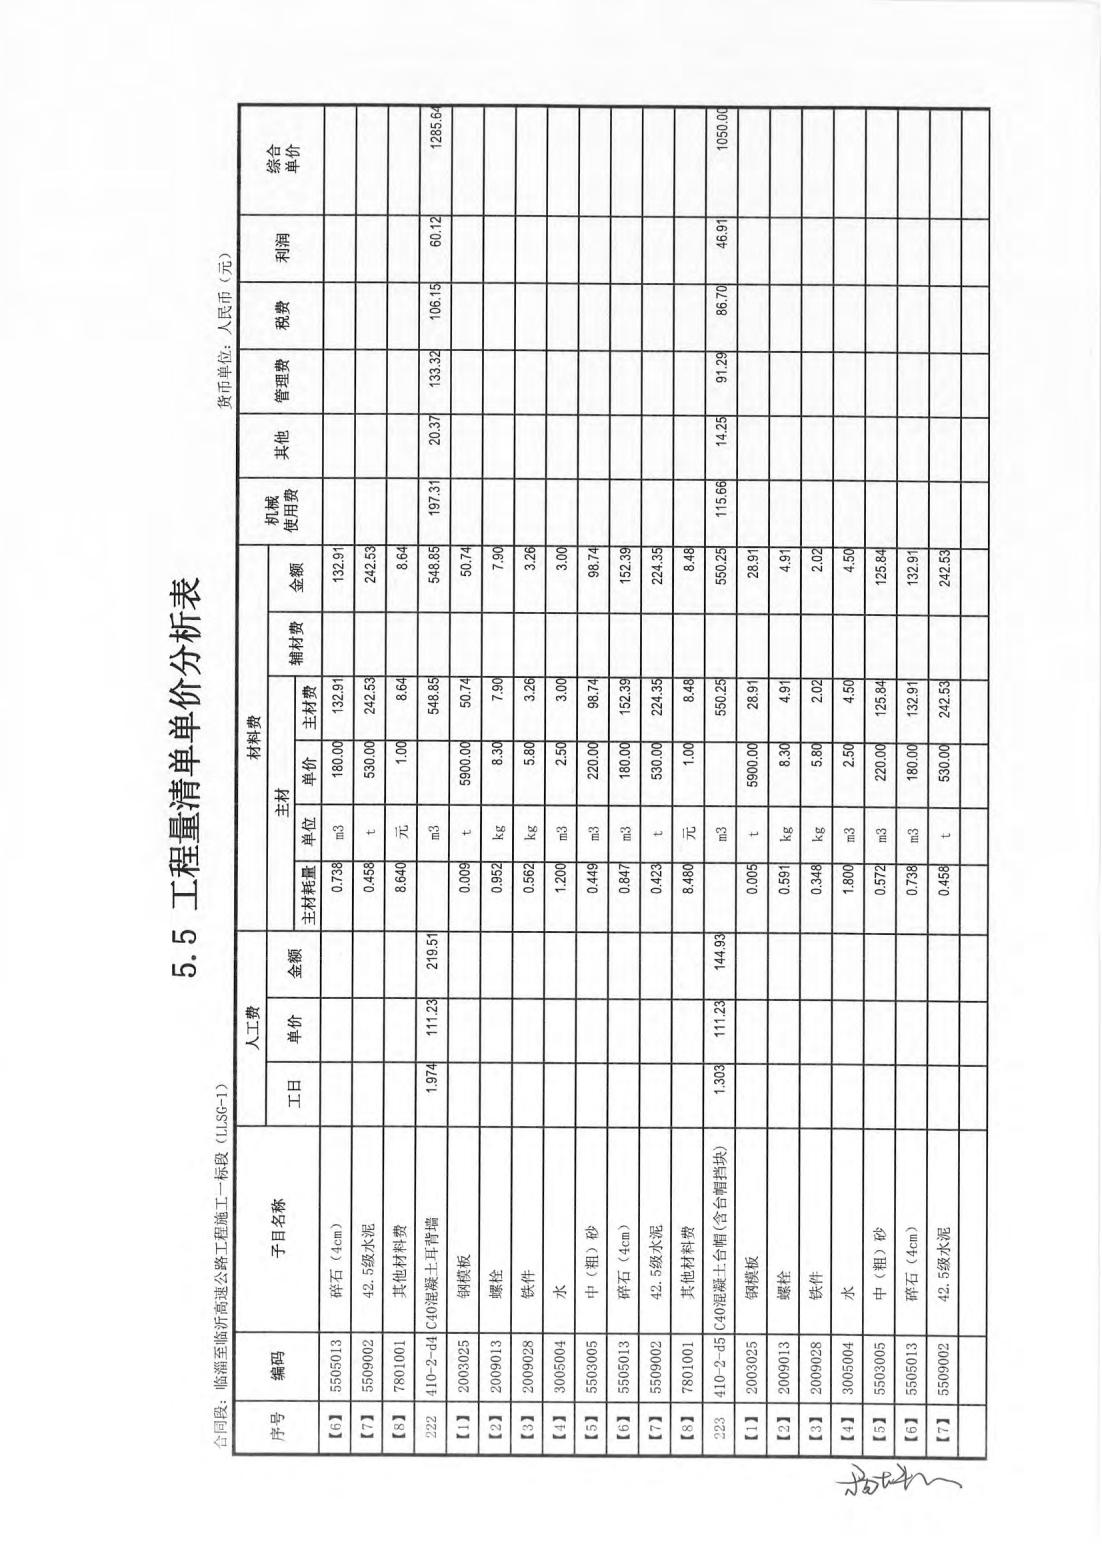 5.5 工程量清单单价分析表
合同段：临淄至临沂高速公路工程施工一标段（LLSG-1） 货币单位：人民币（元）
序号 编码 子目名称 人工费 材料费 机械使用费 其他 管理费 税费 利润 综合单价
工日 单价 金额 主材 辅材费 金额
主材耗量 单位 单价 主材费
【6】 5505013 碎石（4cm） 0.738 m3 180.00 132.91 132.91
【7】 5509002 42.5级水泥 0.458 t 530.00 242.53 242.53
【8】 7801001 其他材料费 8.640 元 1.00 8.64 8.64
222 410-2-d4 C40混凝土耳背墙 1.974 111.23 219.51 m3 548.85 548.85 197.31 20.37 133.32 106.15 60.12 1285.64
【1】 2003025 钢模板 0.009 t 5900.00 50.74 50.74
【2】 2009013 螺栓 0.952 kg 8.30 7.90 7.90
【3】 2009028 铁件 0.562 kg 5.80 3.26 3.26
【4】 3005004 水 1.200 m3 2.50 3.00 3.00
【5】 5503005 中（粗）砂 0.449 m3 220.00 98.74 98.74
【6】 5505013 碎石（4cm） 0.847 m3 180.00 152.39 152.39
【7】 5509002 42.5级水泥 0.423 t 530.00 224.35 224.35
【8】 7801001 其他材料费 8.480 元 1.00 8.48 8.48
223 410-2-d5 C40混凝土台帽(含台帽挡块) 1.303 111.23 144.93 m3 550.25 550.25 115.66 14.25 91.29 86.70 46.91 1050.00
【1】 2003025 钢模板 0.005 t 5900.00 28.91 28.91
【2】 2009013 螺栓 0.591 kg 8.30 4.91 4.91
【3】 2009028 铁件 0.348 kg 5.80 2.02 2.02
【4】 3005004 水 1.800 m3 2.50 4.50 4.50
【5】 5503005 中（粗）砂 0.572 m3 220.00 125.84 125.84
【6】 5505013 碎石（4cm） 0.738 m3 180.00 132.91 132.91
【7】 5509002 42.5级水泥 0.458 t 530.00 242.53 242.53